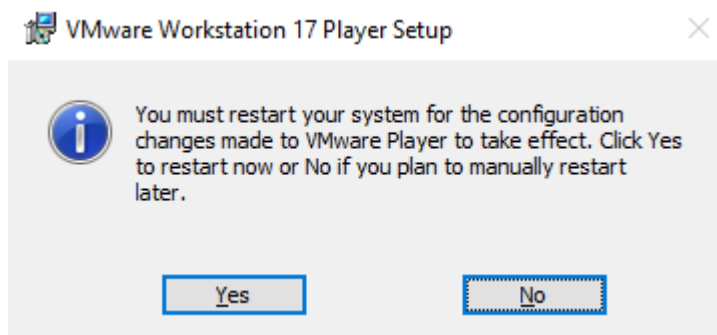 VMware Workstation 17 Player Setup
You must restart your system for the configuration
changes made to VMware Player to take effect. Click Yes
to restart now or No if you plan to manually restart
later.
Yes
No